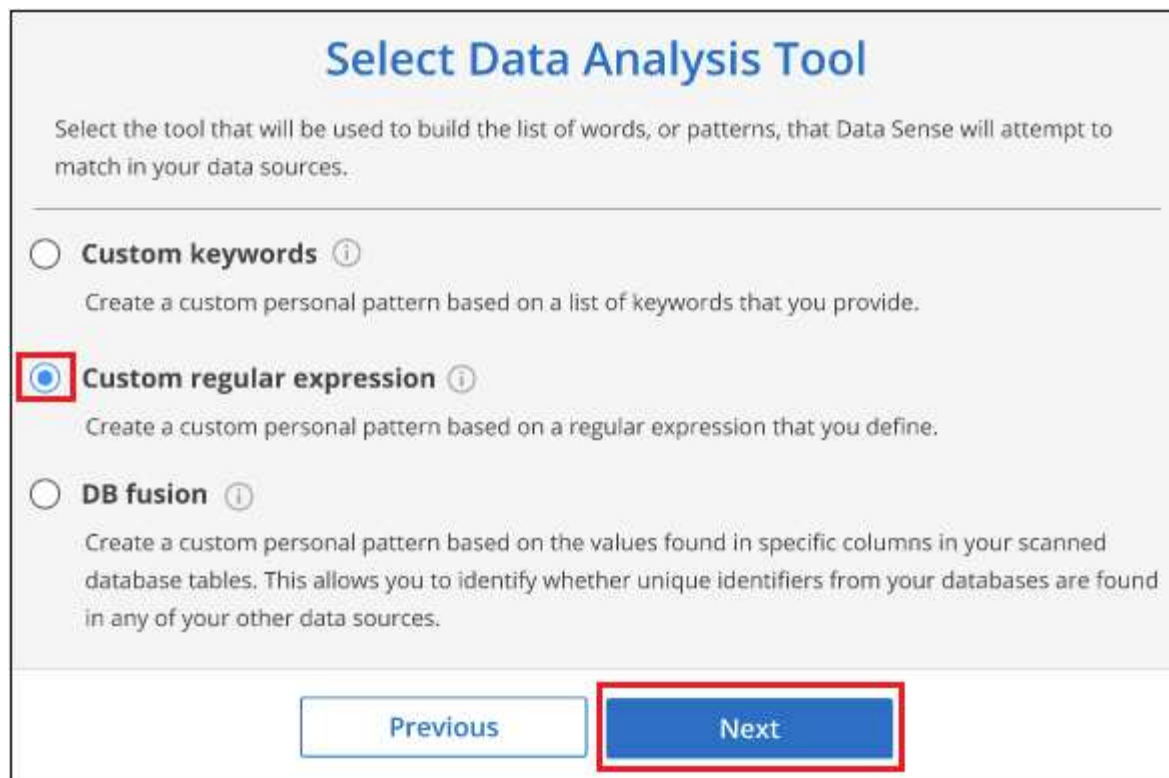 Select Data Analysis Tool
Select the tool that will be used to build the list of words, or patterns, that Data Sense will attempt to
match in your data sources.
Custom keywords
Create a custom personal pattern based on a list of keywords that you provide.
Custom regular expression
Create a custom personal pattern based on a regular expression that you define.
DB fusion
Create a custom personal pattern based on the values found in specific columns in your scanned
database tables. This allows you to identify whether unique identifiers from your databases are found
in any of your other data sources.
Previous
Next